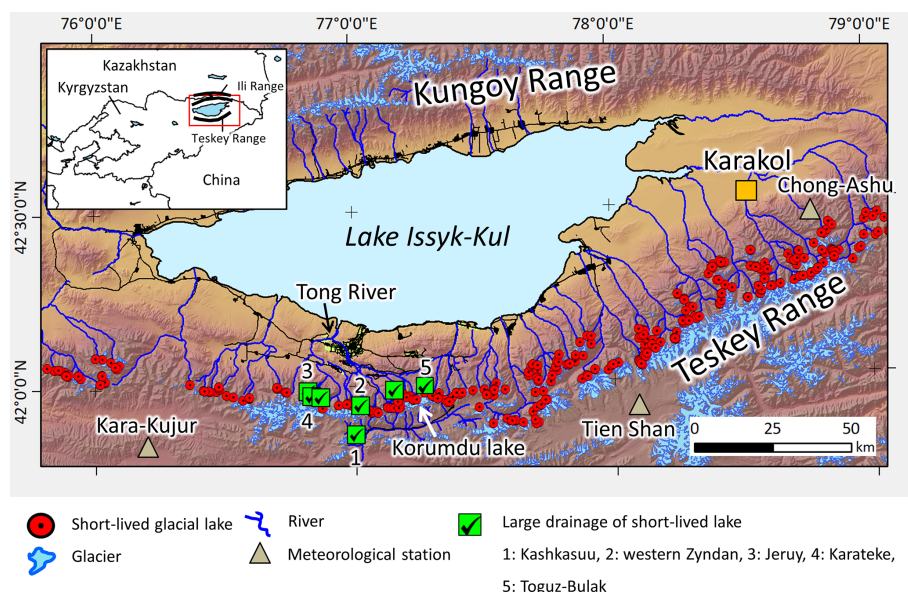 76°0'0"E
77°0'0"E
78°0'0"E
79°0'0"E
Kazakhstan
Kyrgyzstan
Ili Range
Teskey Range
China
Kungoy Range
Karakol
Chong-Ashu
42°30'0"N
Lake Issyk-Kul
Tong River
Teskey Range
3
2
5
42°0'0"N
4
Kara-Kujur
1
Korumdu lake
Tien Shan
0 25 50
km
Short-lived glacial lake
River
Large drainage of short-lived lake
Glacier
Meteorological station
1: Kashkasuu, 2: western Zyndan, 3: Jeruy, 4: Karateke,
5: Toguz-Bulak